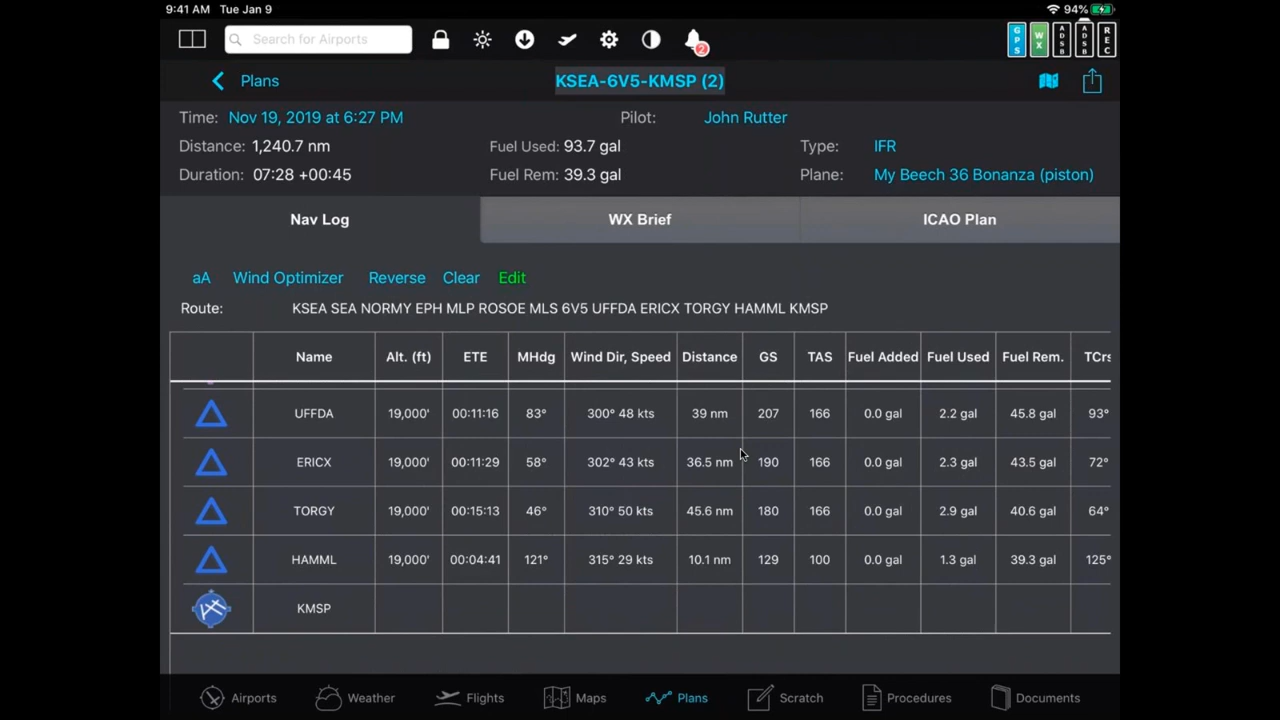 9:41 AM Tue Jan 9 94%
Search for Airports 2 GPS WX ADSB ADSB REC
Plans KSEA-6V5-KMSP (2)
Time: Nov 19, 2019 at 6:27 PM Pilot: John Rutter
Distance: 1,240.7 nm Fuel Used: 93.7 gal Type: IFR
Duration: 07:28 +00:45 Fuel Rem: 39.3 gal Plane: My Beech 36 Bonanza (piston)
Nav Log WX Brief ICAO Plan
aA Wind Optimizer Reverse Clear Edit
Route: KSEA SEA NORMY EPH MLP ROSOE MLS 6V5 UFFDA ERICX TORGY HAMML KMSP
Name Alt. (ft) ETE MHdg Wind Dir, Speed Distance GS TAS Fuel Added Fuel Used Fuel Rem. TCrs
UFFDA 19,000' 00:11:16 83° 300° 48 kts 39 nm 207 166 0.0 gal 2.2 gal 45.8 gal 93°
ERICX 19,000' 00:11:29 58° 302° 43 kts 36.5 nm 190 166 0.0 gal 2.3 gal 43.5 gal 72°
TORGY 19,000' 00:15:13 46° 310° 50 kts 45.6 nm 180 166 0.0 gal 2.9 gal 40.6 gal 64°
HAMML 19,000' 00:04:41 121° 315° 29 kts 10.1 nm 129 100 0.0 gal 1.3 gal 39.3 gal 125°
KMSP
Airports Weather Flights Maps Plans Scratch Procedures Documents